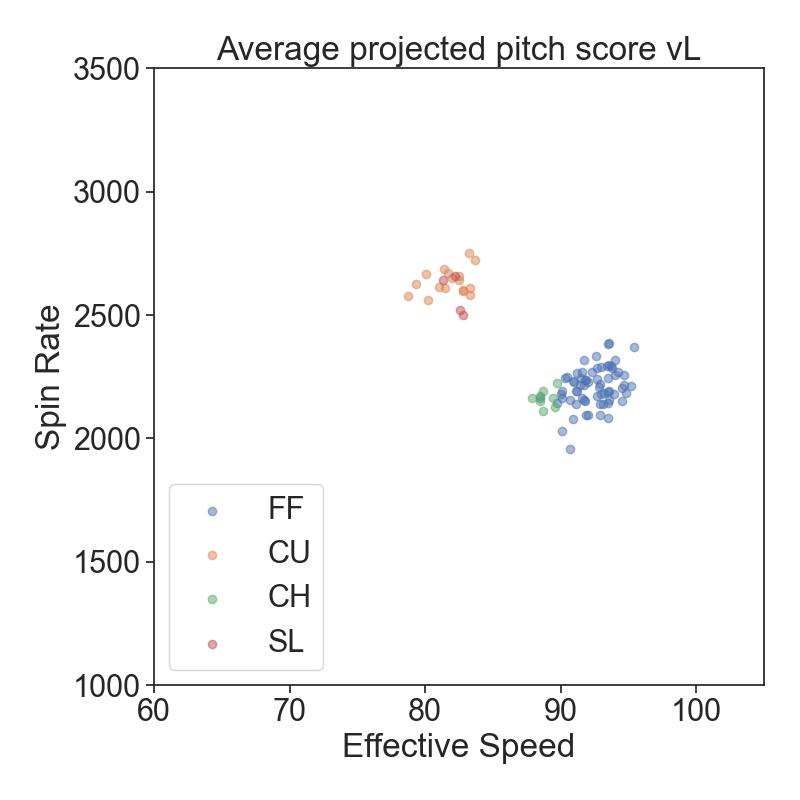 Average projected pitch score vL
3500
3000
2500
2000
1500
1000
Spin Rate
FF
CU
CH
SL
60 70 80 90 100
Effective Speed